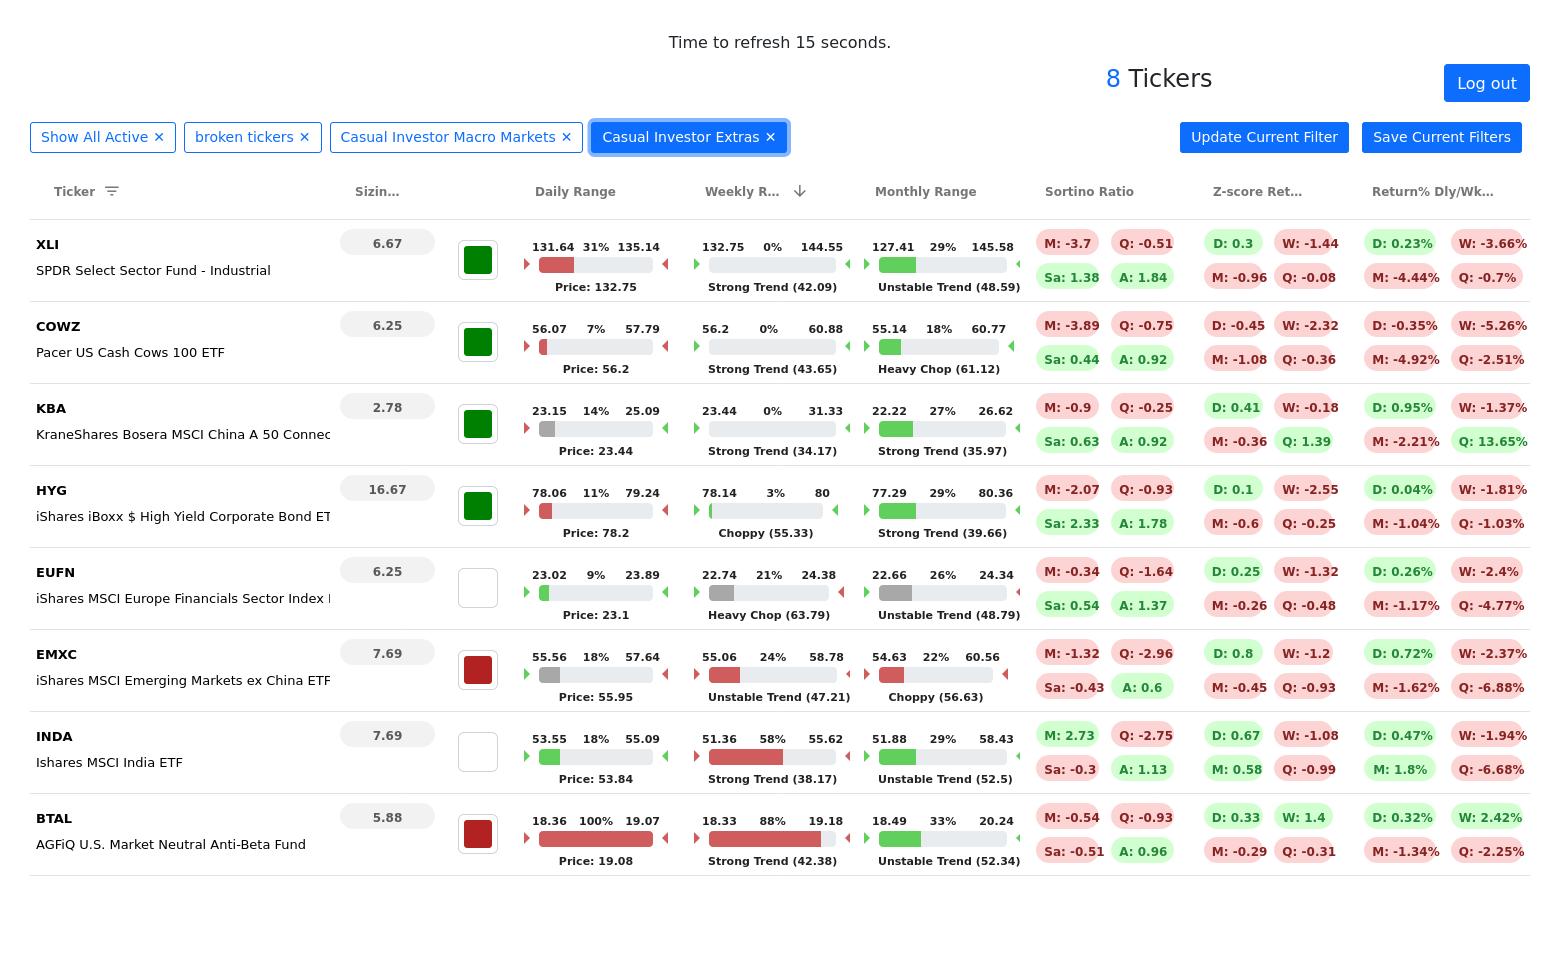 Time to refresh 15 seconds.
8 Tickers
Log out
Show All Active ✕ broken tickers ✕ Casual Investor Macro Markets ✕ Casual Investor Extras ✕ Update Current Filter Save Current Filters
Ticker Sizin… Daily Range Weekly R… Monthly Range Sortino Ratio Z-score Ret… Return% Dly/Wk…
XLI 6.67 131.64 31% 135.14 132.75 0% 144.55 127.41 29% 145.58 M: -3.7 Q: -0.51 D: 0.3 W: -1.44 D: 0.23% W: -3.66%
SPDR Select Sector Fund - Industrial Sa: 1.38 A: 1.84 M: -0.96 Q: -0.08 M: -4.44% Q: -0.7%
Price: 132.75 Strong Trend (42.09) Unstable Trend (48.59)
COWZ 6.25 56.07 7% 57.79 56.2 0% 60.88 55.14 18% 60.77 M: -3.89 Q: -0.75 D: -0.45 W: -2.32 D: -0.35% W: -5.26%
Pacer US Cash Cows 100 ETF Sa: 0.44 A: 0.92 M: -1.08 Q: -0.36 M: -4.92% Q: -2.51%
Price: 56.2 Strong Trend (43.65) Heavy Chop (61.12)
KBA 2.78 23.15 14% 25.09 23.44 0% 31.33 22.22 27% 26.62 M: -0.9 Q: -0.25 D: 0.41 W: -0.18 D: 0.95% W: -1.37%
KraneShares Bosera MSCI China A 50 Connec Sa: 0.63 A: 0.92 M: -0.36 Q: 1.39 M: -2.21% Q: 13.65%
Price: 23.44 Strong Trend (34.17) Strong Trend (35.97)
HYG 16.67 78.06 11% 79.24 78.14 3% 80 77.29 29% 80.36 M: -2.07 Q: -0.93 D: 0.1 W: -2.55 D: 0.04% W: -1.81%
iShares iBoxx $ High Yield Corporate Bond ET Sa: 2.33 A: 1.78 M: -0.6 Q: -0.25 M: -1.04% Q: -1.03%
Price: 78.2 Choppy (55.33) Strong Trend (39.66)
EUFN 6.25 23.02 9% 23.89 22.74 21% 24.38 22.66 26% 24.34 M: -0.34 Q: -1.64 D: 0.25 W: -1.32 D: 0.26% W: -2.4%
iShares MSCI Europe Financials Sector Index Sa: 0.54 A: 1.37 M: -0.26 Q: -0.48 M: -1.17% Q: -4.77%
Price: 23.1 Heavy Chop (63.79) Unstable Trend (48.79)
EMXC 7.69 55.56 18% 57.64 55.06 24% 58.78 54.63 22% 60.56 M: -1.32 Q: -2.96 D: 0.8 W: -1.2 D: 0.72% W: -2.37%
iShares MSCI Emerging Markets ex China ETF Sa: -0.43 A: 0.6 M: -0.45 Q: -0.93 M: -1.62% Q: -6.88%
Price: 55.95 Unstable Trend (47.21) Choppy (56.63)
INDA 7.69 53.55 18% 55.09 51.36 58% 55.62 51.88 29% 58.43 M: 2.73 Q: -2.75 D: 0.67 W: -1.08 D: 0.47% W: -1.94%
Ishares MSCI India ETF Sa: -0.3 A: 1.13 M: 0.58 Q: -0.99 M: 1.8% Q: -6.68%
Price: 53.84 Strong Trend (38.17) Unstable Trend (52.5)
BTAL 5.88 18.36 100% 19.07 18.33 88% 19.18 18.49 33% 20.24 M: -0.54 Q: -0.93 D: 0.33 W: 1.4 D: 0.32% W: 2.42%
AGFiQ U.S. Market Neutral Anti-Beta Fund Sa: -0.51 A: 0.96 M: -0.29 Q: -0.31 M: -1.34% Q: -2.25%
Price: 19.08 Strong Trend (42.38) Unstable Trend (52.34)